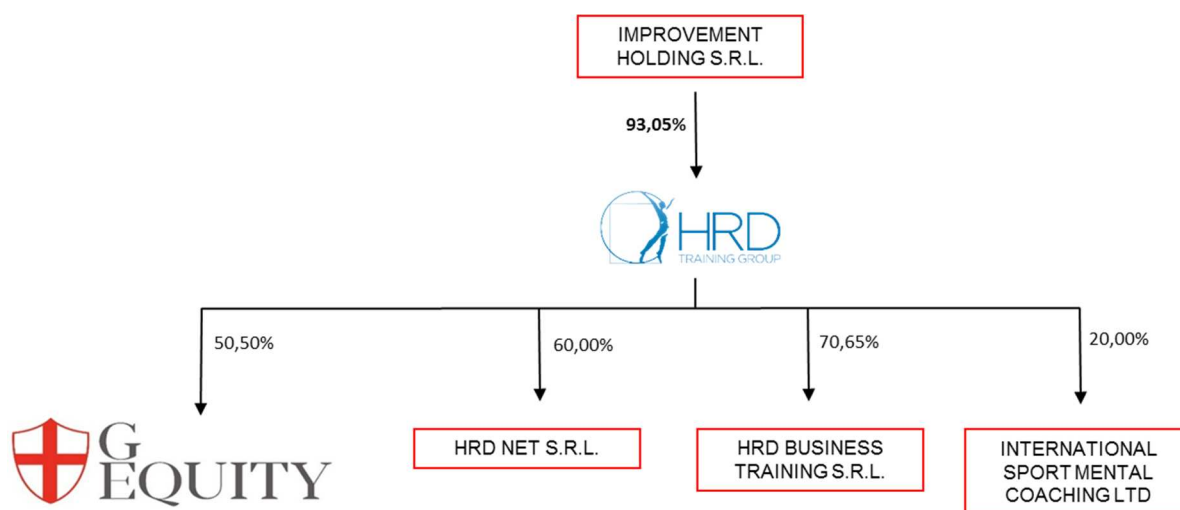 IMPROVEMENT
HOLDING S.R.L.
93,05%
HRD
TRAINING GROUP
50,50%
60,00%
70,65%
20,00%
G
EQUITY
HRD NET S.R.L.
HRD BUSINESS
TRAINING S.R.L.
INTERNATIONAL
SPORT MENTAL
COACHING LTD